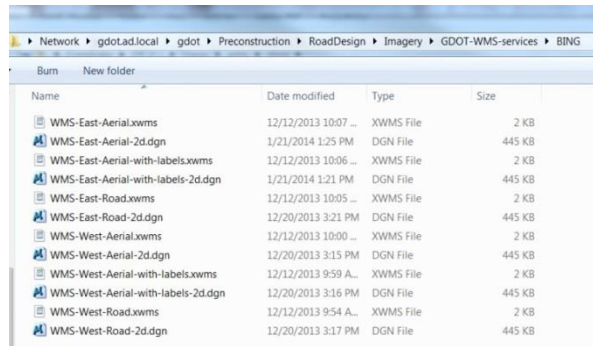 Network ▸ gdot.ad.local ▸ gdot ▸ Preconstruction ▸ RoadDesign ▸ Imagery ▸ GDOT-WMS-services ▸ BING
Burn New folder
Name Date modified Type Size
WMS-East-Aerial.xwms 12/12/2013 10:07 ... XWMS File 2 KB
WMS-East-Aerial-2d.dgn 1/21/2014 1:25 PM DGN File 445 KB
WMS-East-Aerial-with-labels.xwms 12/12/2013 10:06 ... XWMS File 2 KB
WMS-East-Aerial-with-labels-2d.dgn 1/21/2014 1:21 PM DGN File 445 KB
WMS-East-Road.xwms 12/12/2013 10:05 ... XWMS File 2 KB
WMS-East-Road-2d.dgn 12/20/2013 3:21 PM DGN File 445 KB
WMS-West-Aerial.xwms 12/12/2013 10:00 ... XWMS File 2 KB
WMS-West-Aerial-2d.dgn 12/20/2013 3:15 PM DGN File 445 KB
WMS-West-Aerial-with-labels.xwms 12/12/2013 9:59 A... XWMS File 2 KB
WMS-West-Aerial-with-labels-2d.dgn 12/20/2013 3:16 PM DGN File 445 KB
WMS-West-Road.xwms 12/12/2013 9:54 A... XWMS File 2 KB
WMS-West-Road-2d.dgn 12/20/2013 3:17 PM DGN File 445 KB